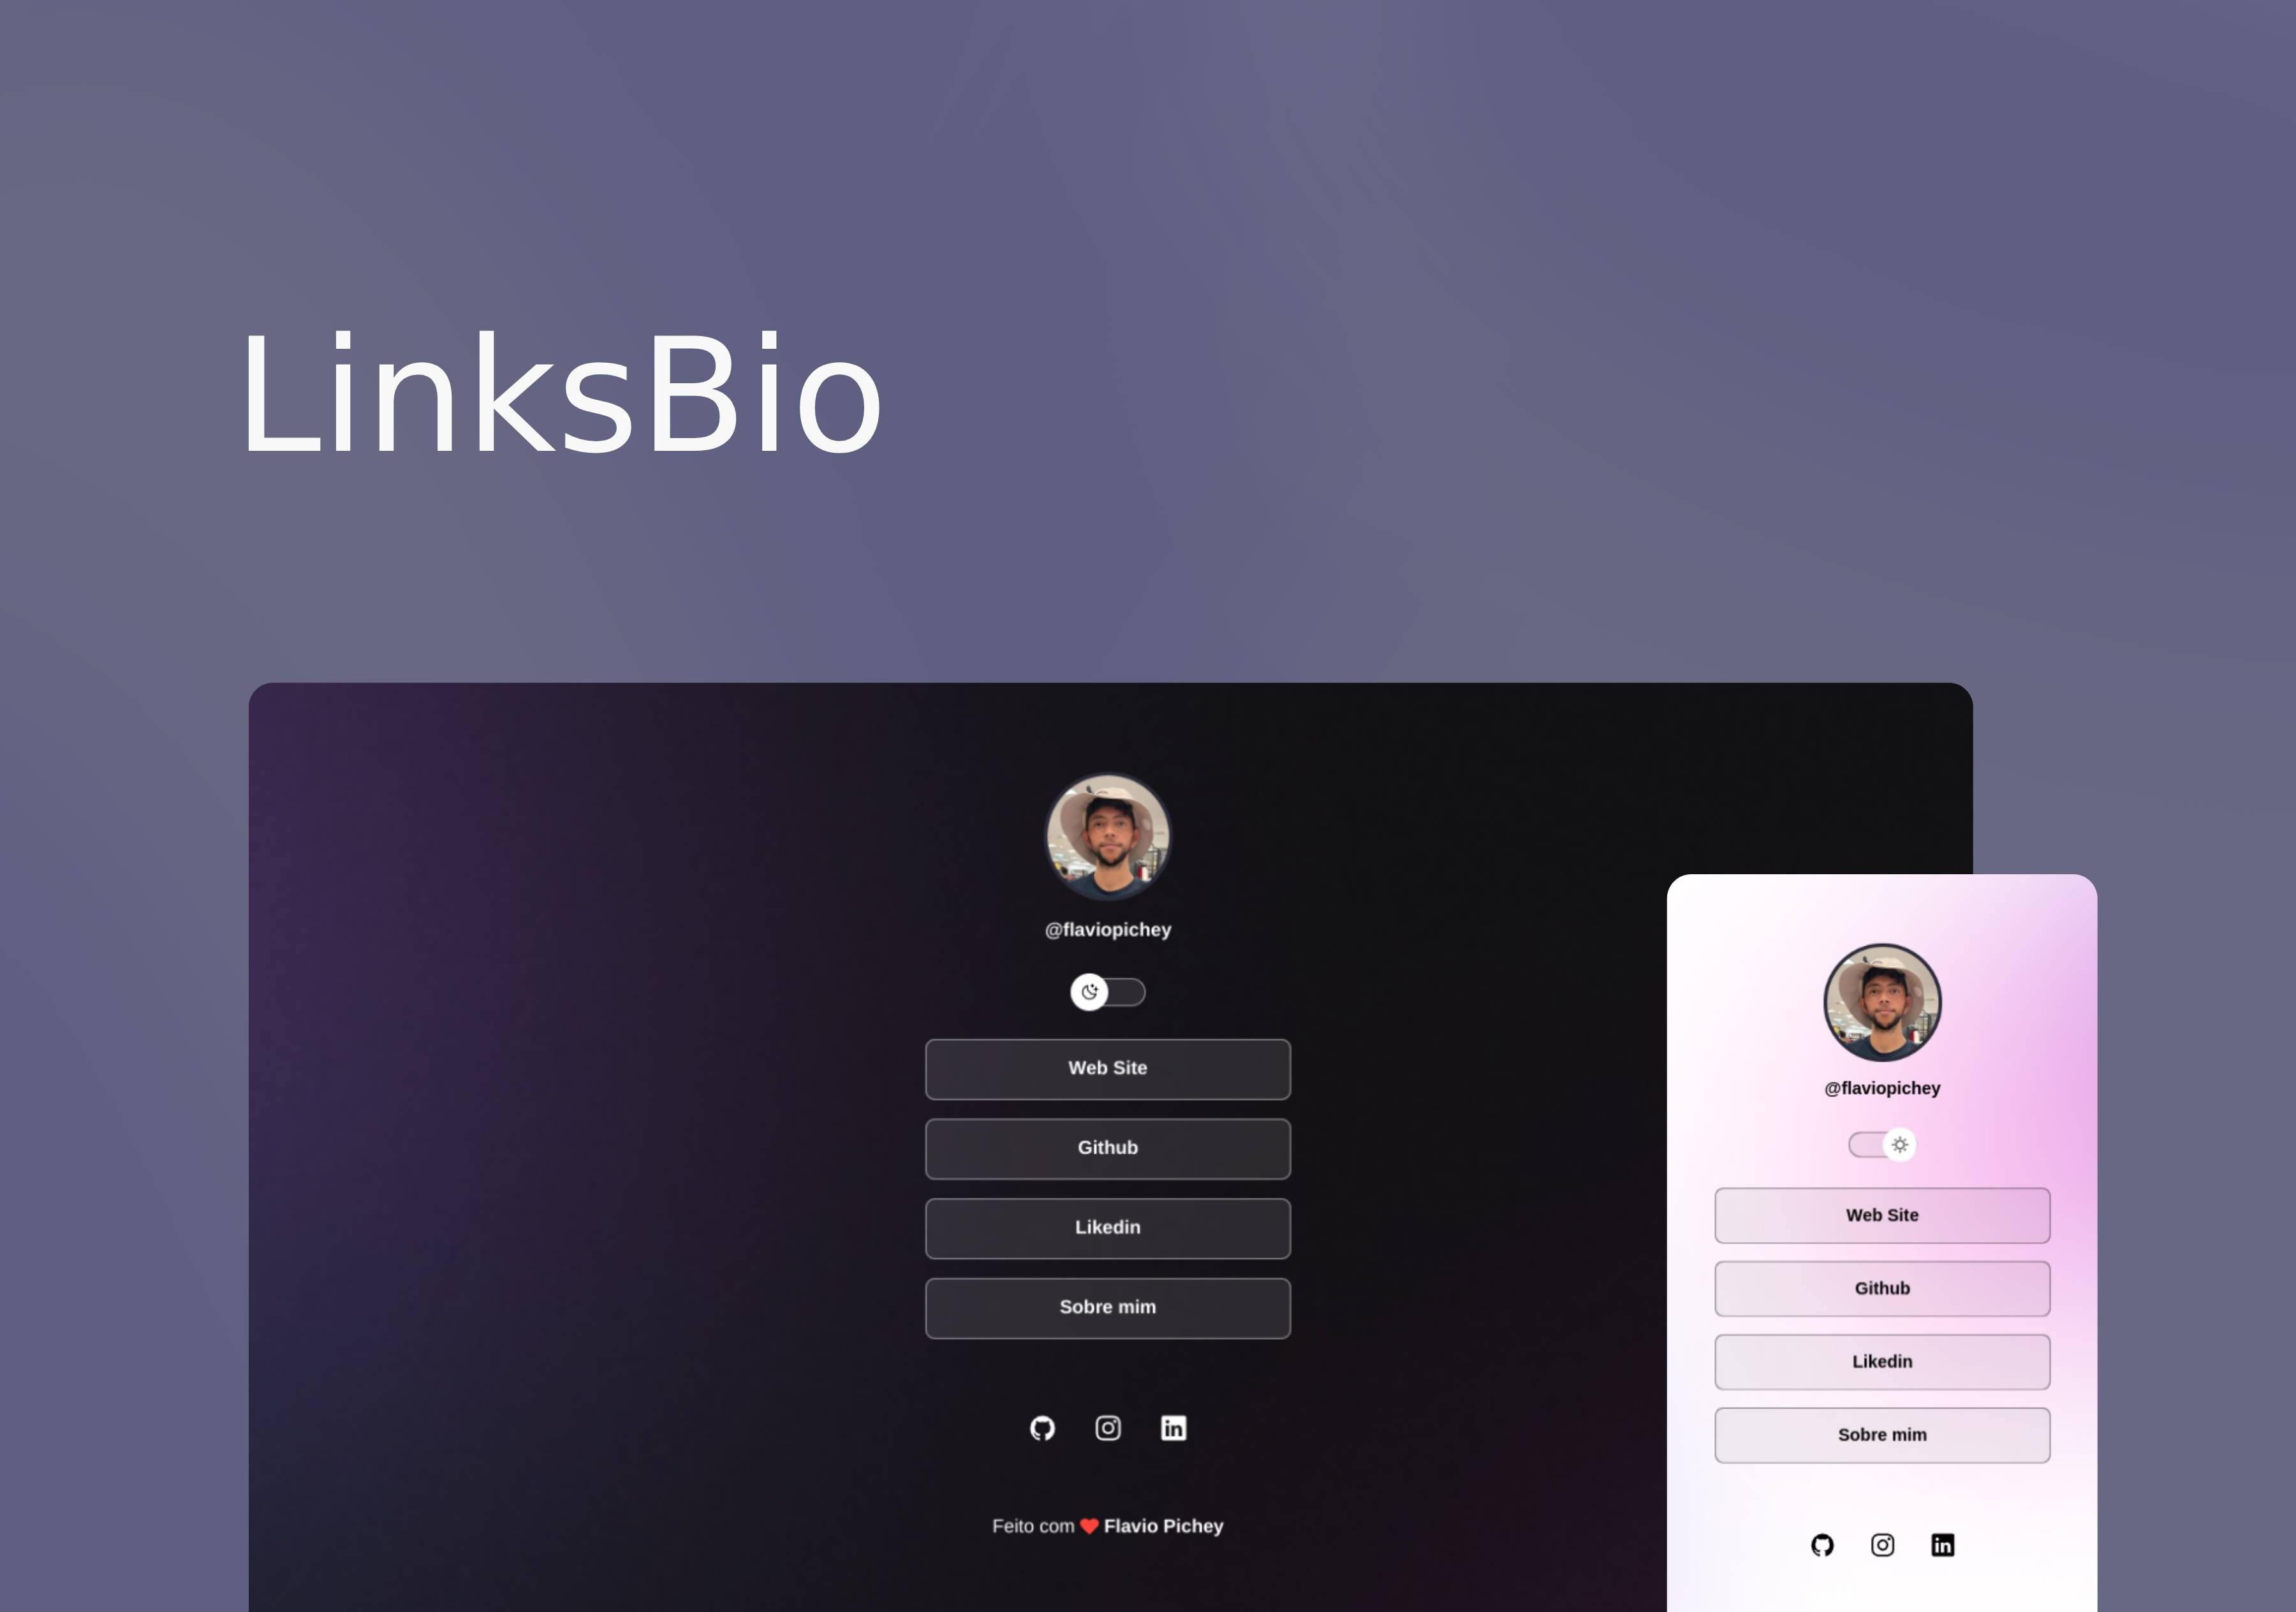 LinksBio
@flaviopichey
Web Site
Github
Likedin
Sobre mim
Feito com ❤️ Flavio Pichey
@flaviopichey
Web Site
Github
Likedin
Sobre mim